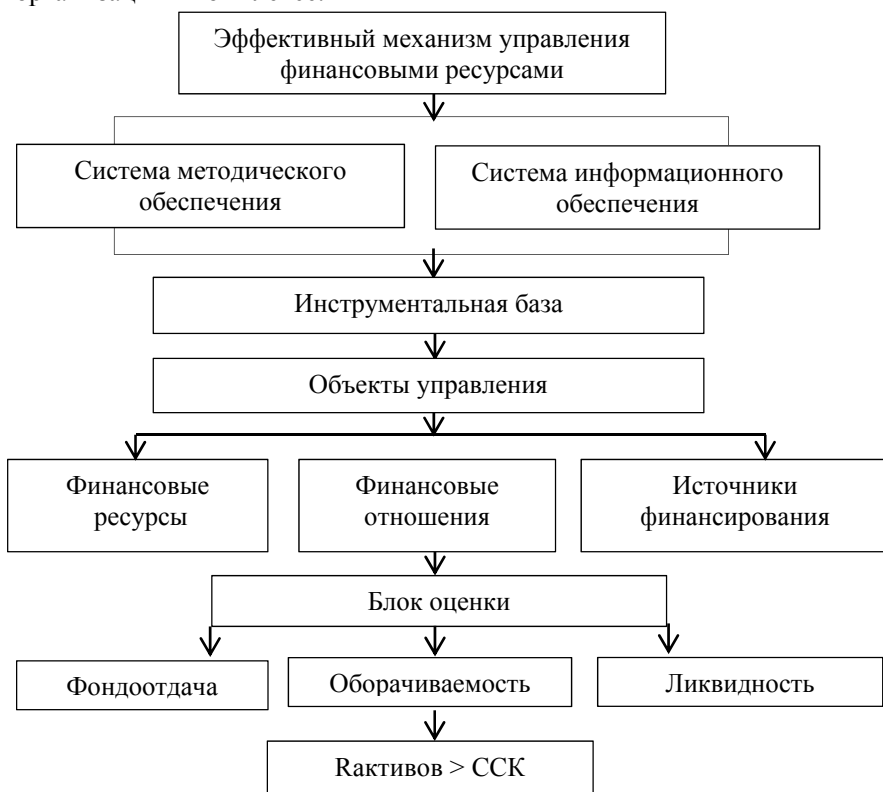 Эффективный механизм управления
финансовыми ресурсами
Система методического
обеспечения
Система информационного
обеспечения
Инструментальная база
Объекты управления
Финансовые
ресурсы
Финансовые
отношения
Источники
финансирования
Блок оценки
Фондоотдача
Оборачиваемость
Ликвидность
Rактивов > ССК